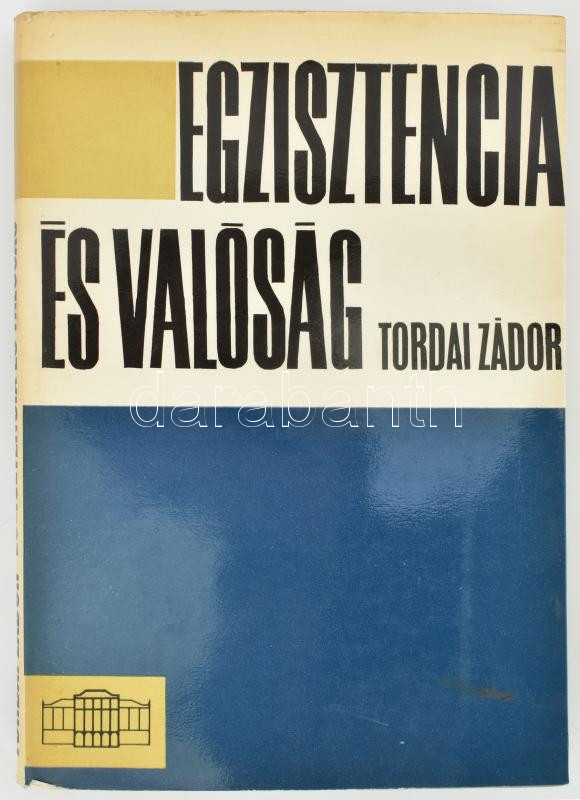 EGZISZTENCIA
ÉS VALÓSÁG
TORDAI ZÁDOR
darabanth